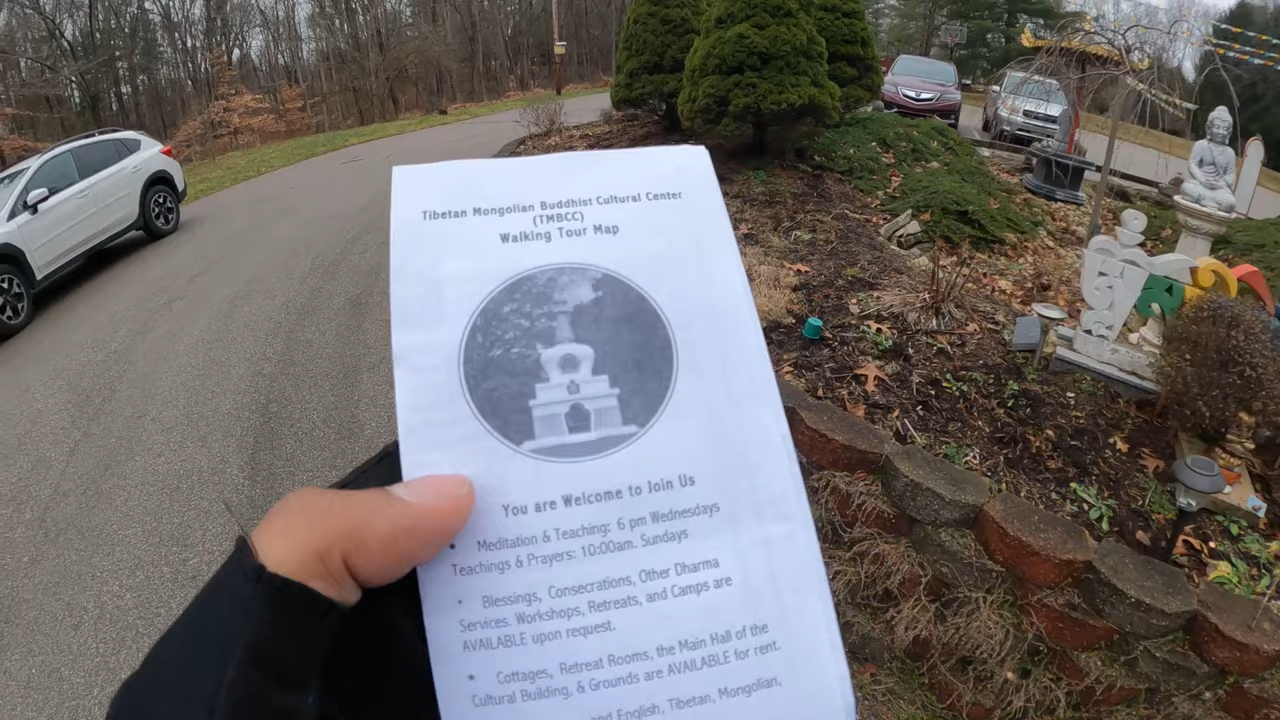 Tibetan Mongolian Buddhist Cultural Center
(TMBCC)
Walking Tour Map
You are Welcome to Join Us
• Meditation & Teaching: 6 pm Wednesdays
Teachings & Prayers: 10:00am. Sundays
• Blessings, Consecrations, Other Dharma
Services. Workshops, Retreats, and Camps are
AVAILABLE upon request.
• Cottages, Retreat Rooms, the Main Hall of the
Cultural Building, & Grounds are AVAILABLE for rent.
and English, Tibetan, Mongolian,